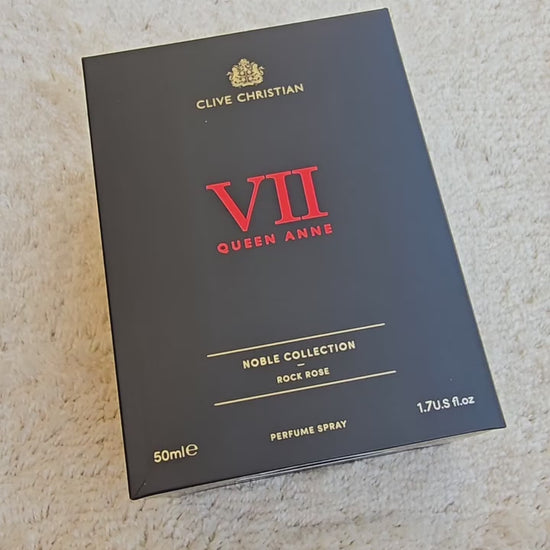 CLIVE CHRISTIAN
VII
QUEEN ANNE
NOBLE COLLECTION
ROCK ROSE
50ml℮
1.7U.S fl.oz
PERFUME SPRAY